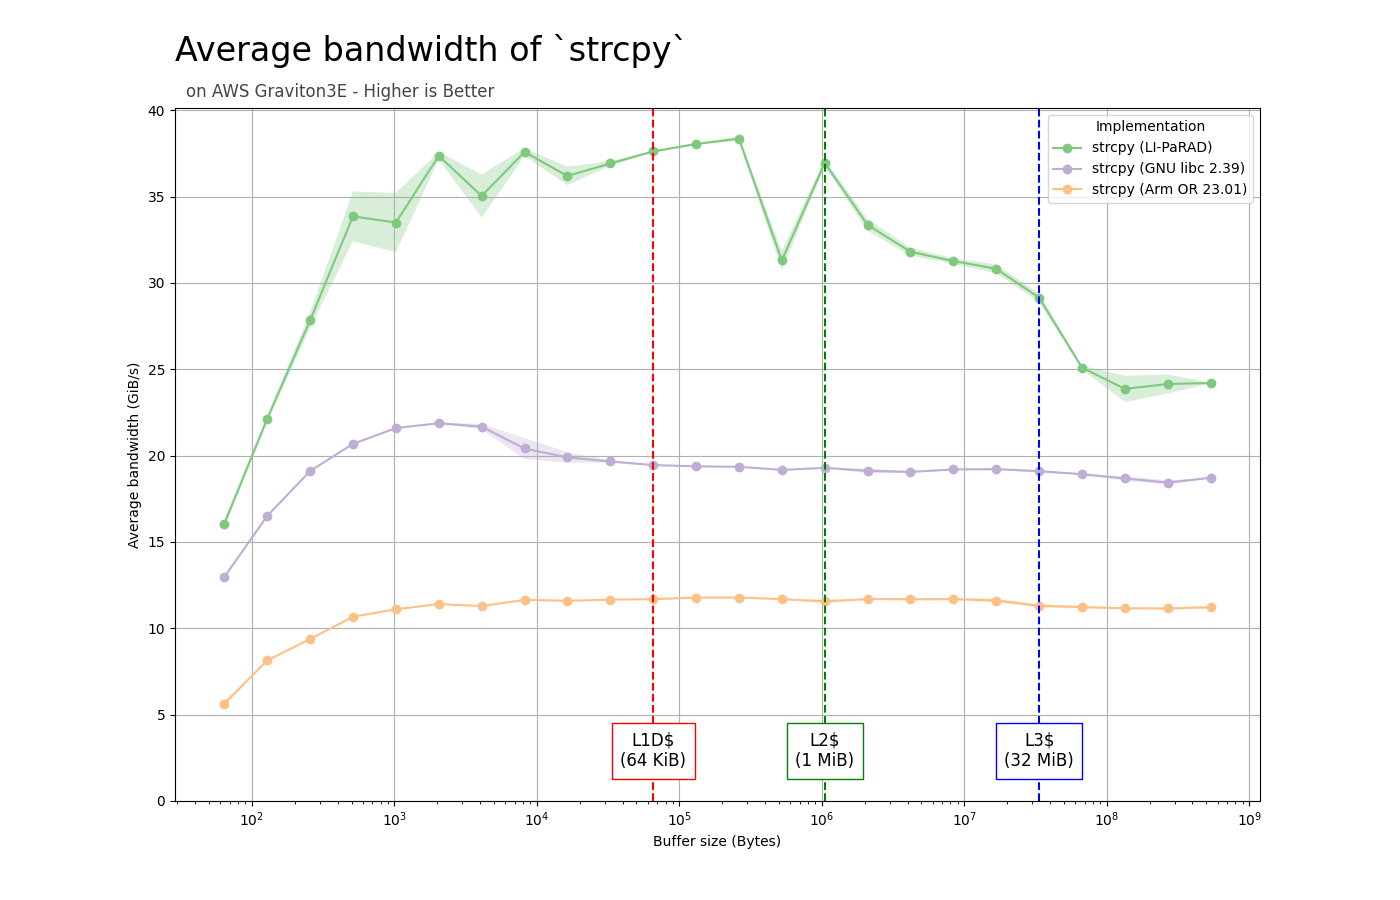 Average bandwidth of `strcpy`
on AWS Graviton3E - Higher is Better
Implementation
strcpy (LI-PaRAD)
strcpy (GNU libc 2.39)
strcpy (Arm OR 23.01)
Average bandwidth (GiB/s)
40
35
30
25
20
15
10
5
0
L1D$
(64 KiB)
L2$
(1 MiB)
L3$
(32 MiB)
10²
10³
10⁴
10⁵
10⁶
10⁷
10⁸
10⁹
Buffer size (Bytes)